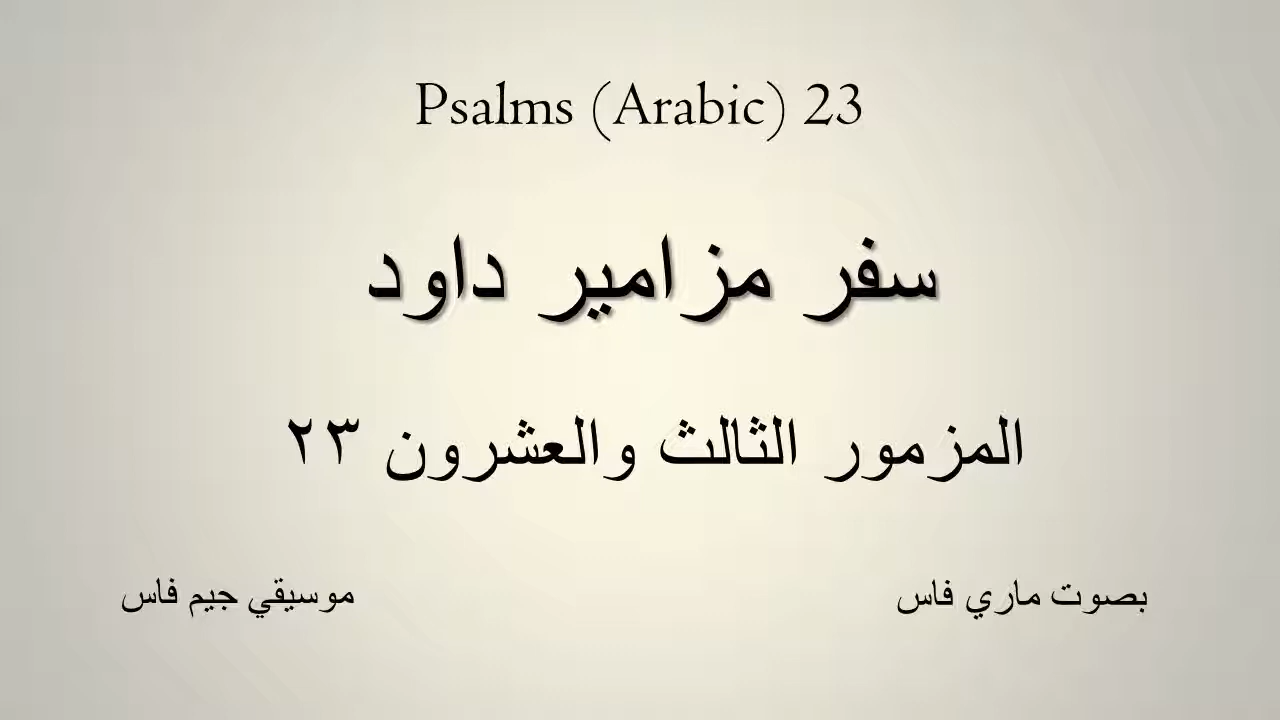 Psalms (Arabic) 23
سفر مزامير داود
المزمور الثالث والعشرون ٢٣
بصوت ماري فاس
موسيقي جيم فاس